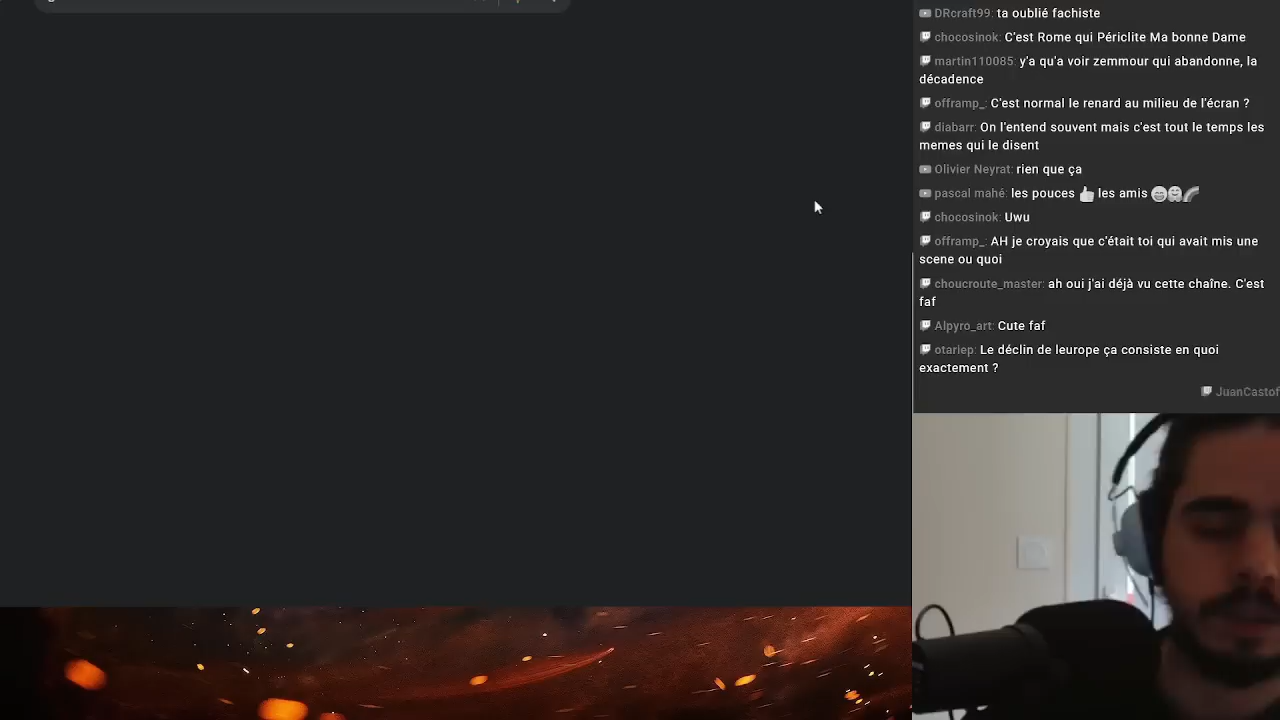 DRcraft99: ta oublié fachiste
chocosinok: C'est Rome qui Périclite Ma bonne Dame
martin110085: y'a qu'a voir zemmour qui abandonne, la
décadence
offramp_: C'est normal le renard au milieu de l'écran ?
diabarr: On l'entend souvent mais c'est tout le temps les
memes qui le disent
Olivier Neyrat: rien que ça
pascal mahé: les pouces 👍 les amis
chocosinok: Uwu
offramp_: AH je croyais que c'était toi qui avait mis une
scene ou quoi
choucroute_master: ah oui j'ai déjà vu cette chaîne. C'est
faf
Alpyro_art: Cute faf
otariep: Le déclin de leurope ça consiste en quoi
exactement ?
JuanCastof